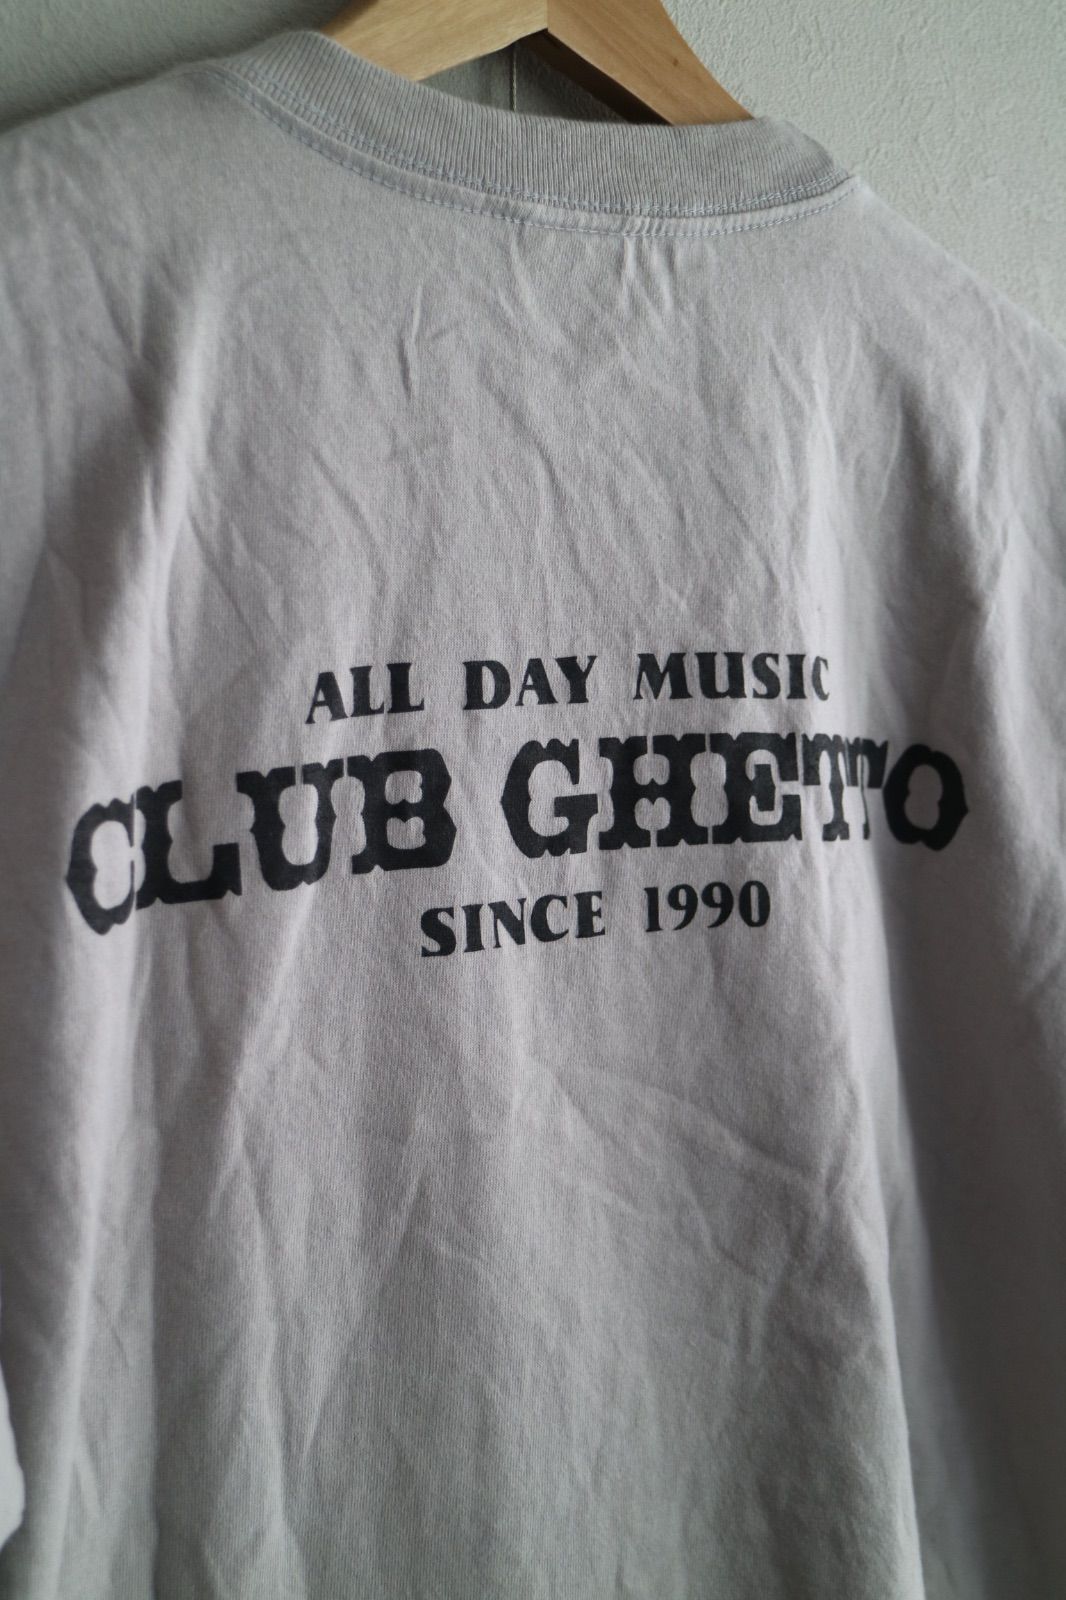 ALL DAY MUSIC
CLUB GHETTO
SINCE 1990